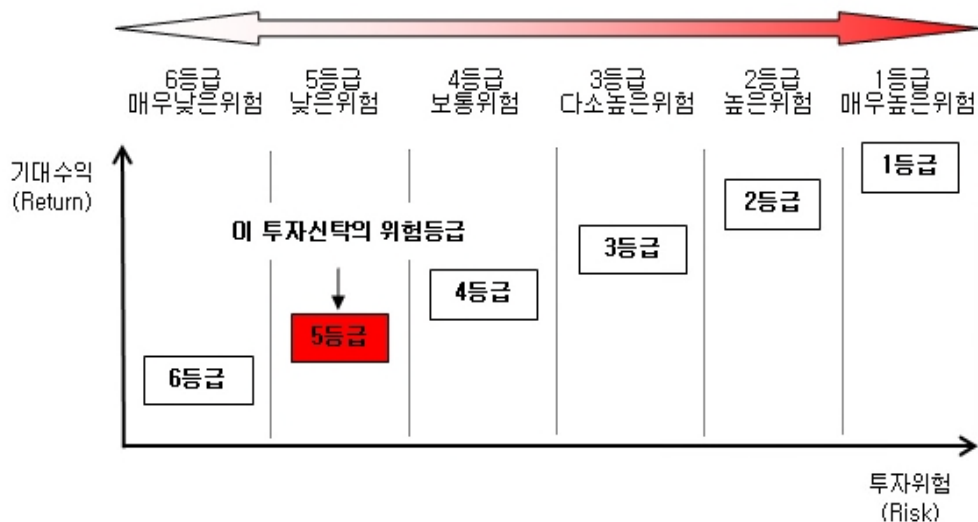 6등급 5등급 4등급 3등급 2등급 1등급
매우낮은위험 낮은위험 보통위험 다소높은위험 높은위험 매우높은위험
기대수익
(Return)
1등급
2등급
이 투자신탁의 위험등급
3등급
4등급
5등급
6등급
투자위험
(Risk)